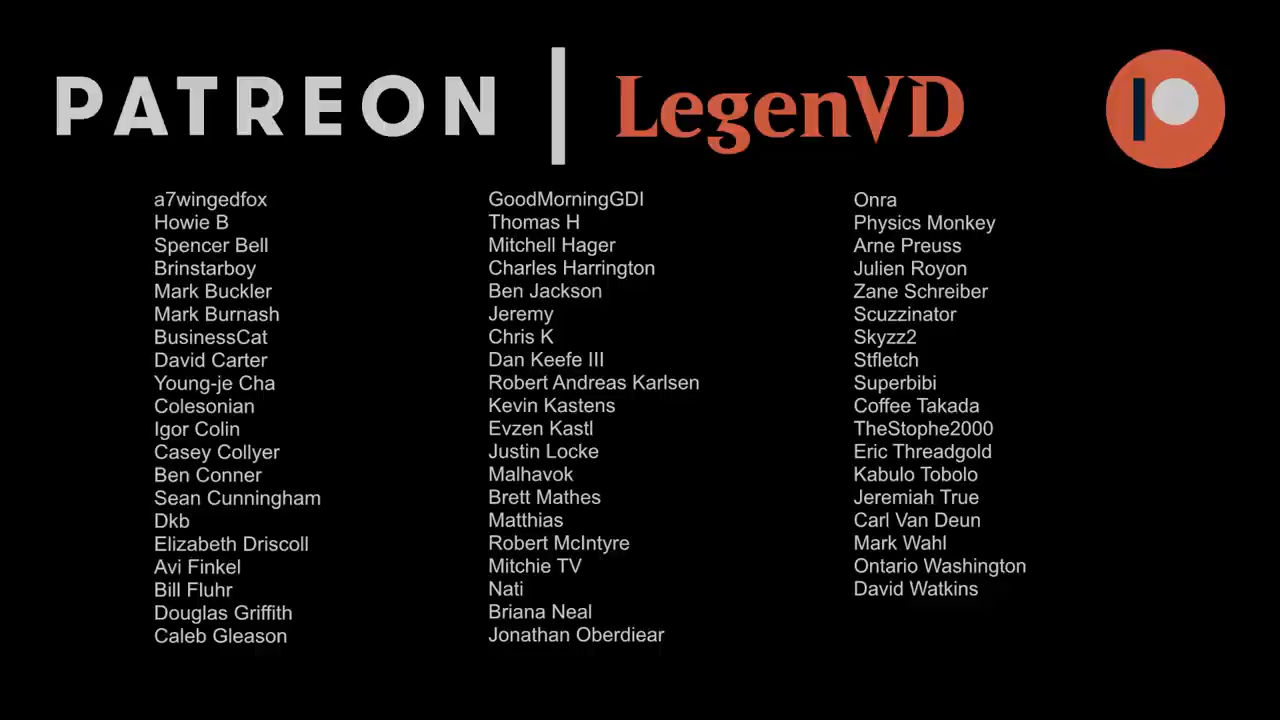 PATREON | LegenVD
a7wingedfox
Howie B
Spencer Bell
Brinstarboy
Mark Buckler
Mark Burnash
BusinessCat
David Carter
Young-je Cha
Colesonian
Igor Colin
Casey Collyer
Ben Conner
Sean Cunningham
Dkb
Elizabeth Driscoll
Avi Finkel
Bill Fluhr
Douglas Griffith
Caleb Gleason
GoodMorningGDI
Thomas H
Mitchell Hager
Charles Harrington
Ben Jackson
Jeremy
Chris K
Dan Keefe III
Robert Andreas Karlsen
Kevin Kastens
Evzen Kastl
Justin Locke
Malhavok
Brett Mathes
Matthias
Robert McIntyre
Mitchie TV
Nati
Briana Neal
Jonathan Oberdiear
Onra
Physics Monkey
Arne Preuss
Julien Royon
Zane Schreiber
Scuzzinator
Skyzz2
Stfletch
Superbibi
Coffee Takada
TheStophe2000
Eric Threadgold
Kabulo Tobolo
Jeremiah True
Carl Van Deun
Mark Wahl
Ontario Washington
David Watkins